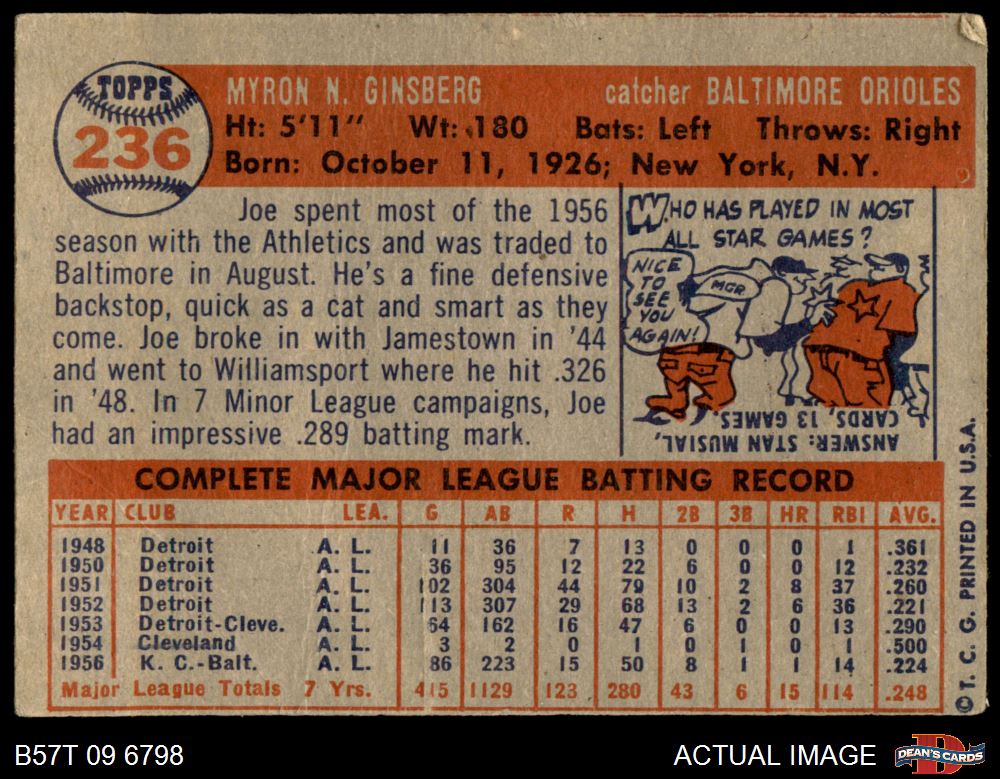 TOPPS
236
MYRON N. GINSBERG catcher BALTIMORE ORIOLES
Ht: 5'11" Wt: 180 Bats: Left Throws: Right
Born: October 11, 1926; New York, N.Y.
Joe spent most of the 1956
season with the Athletics and was traded to
Baltimore in August. He's a fine defensive
backstop, quick as a cat and smart as they
come. Joe broke in with Jamestown in '44
and went to Williamsport where he hit .326
in '48. In 7 Minor League campaigns, Joe
had an impressive .289 batting mark.
WHO HAS PLAYED IN MOST
ALL STAR GAMES?
NICE
TO
SEE
YOU
AGAIN!
MGR
ANSWER: STAN MUSIAL,
CARDS, 13 GAMES.
COMPLETE MAJOR LEAGUE BATTING RECORD
YEAR CLUB LEA. G AB R H 2B 3B HR RBI AVG.
1948 Detroit A. L. 11 36 7 13 0 0 0 1 .361
1950 Detroit A. L. 36 95 12 22 6 0 0 12 .232
1951 Detroit A. L. 102 304 44 79 10 2 8 37 .260
1952 Detroit A. L. 113 307 29 68 13 2 6 36 .221
1953 Detroit-Cleve. A. L. 64 162 16 47 6 0 0 13 .290
1954 Cleveland A. L. 3 2 0 1 0 1 0 1 .500
1956 K. C.-Balt. A. L. 86 223 15 50 8 1 1 14 .224
Major League Totals 7 Yrs. 415 1129 123 280 43 6 15 114 .248
© T. C. G. PRINTED IN U.S.A.
B57T 09 6798
ACTUAL IMAGE
DEAN'S CARDS